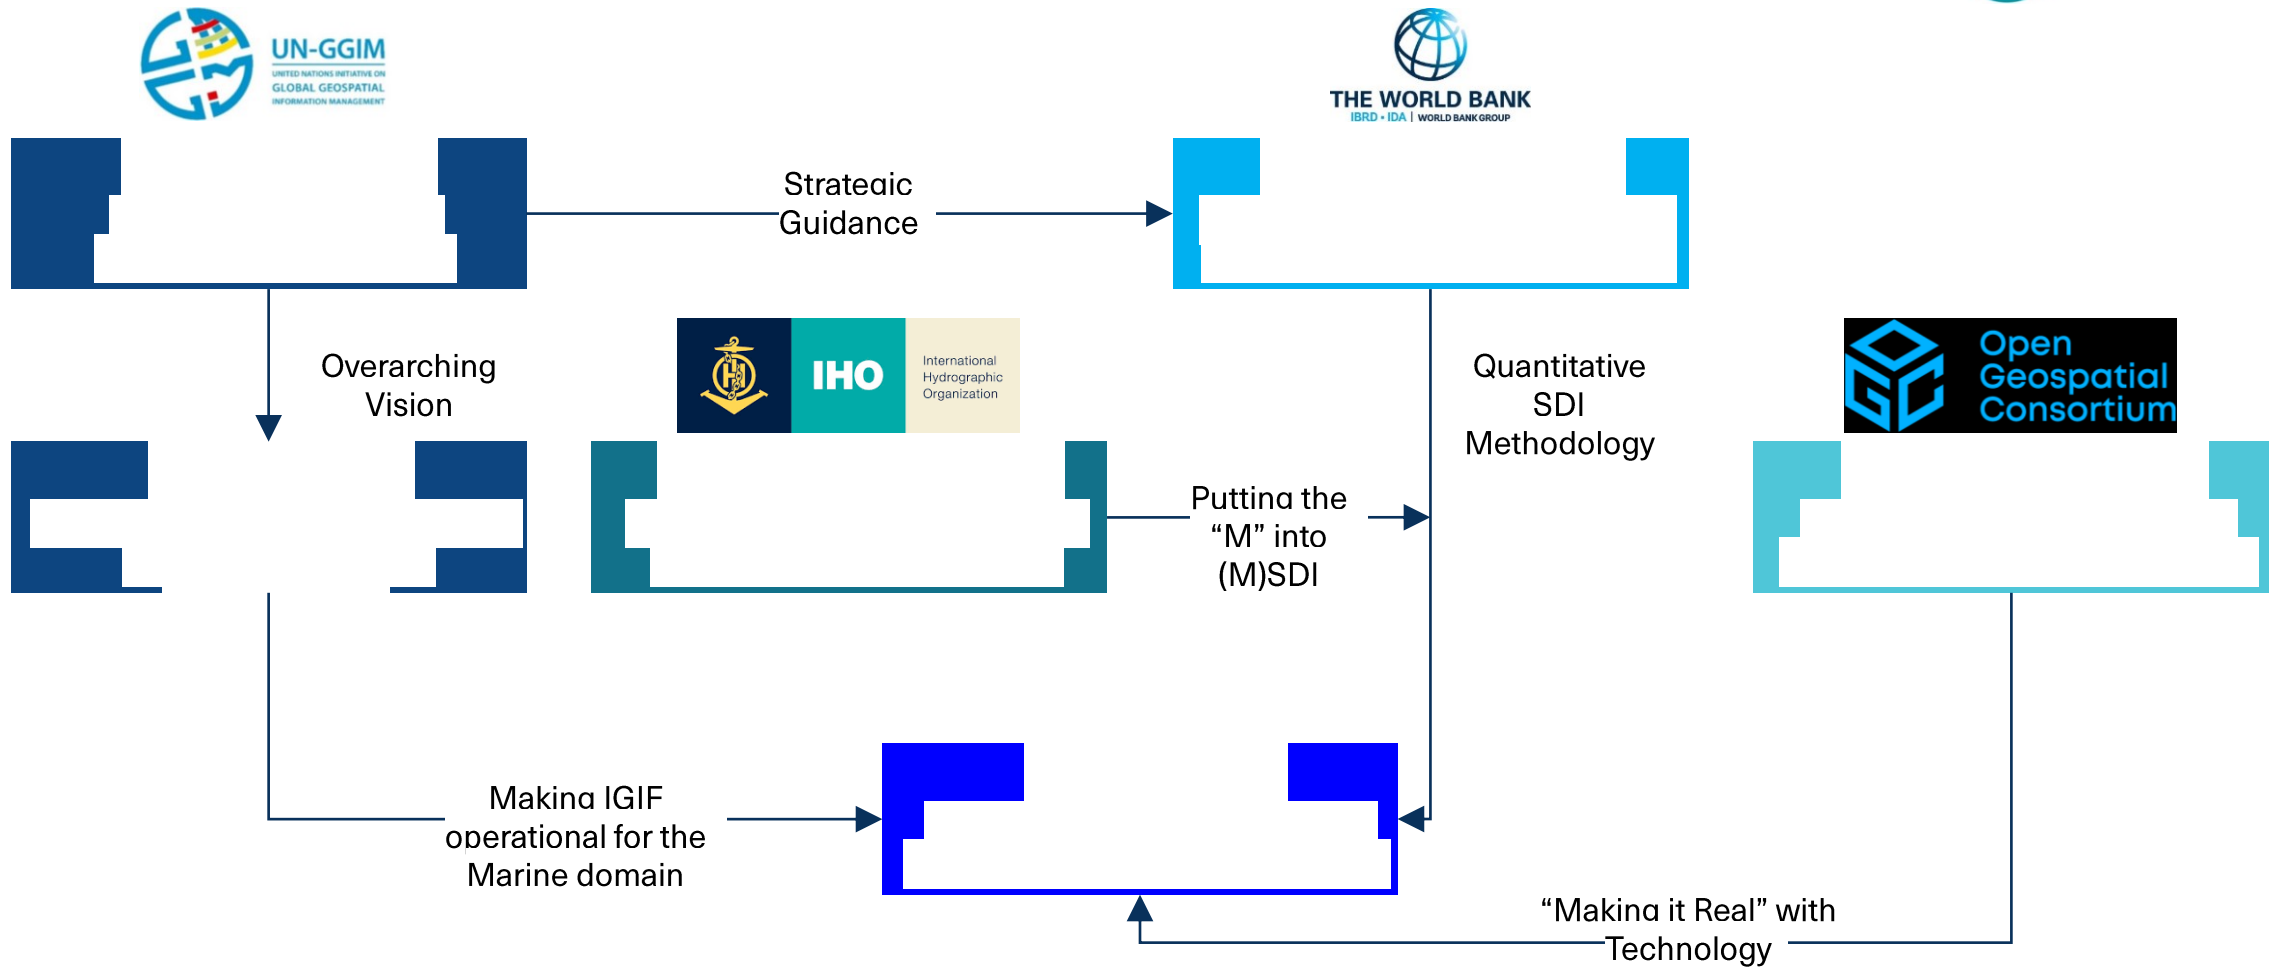 UN-GGIM
UNITED NATIONS INITIATIVE ON
GLOBAL GEOSPATIAL
INFORMATION MANAGEMENT
THE WORLD BANK
IBRD • IDA | WORLD BANK GROUP
Strategic
Guidance
Overarching
Vision
IHO
International
Hydrographic
Organization
Quantitative
SDI
Methodology
OGC
Open
Geospatial
Consortium
Putting the
“M” into
(M)SDI
Making IGIF
operational for the
Marine domain
“Making it Real” with
Technology